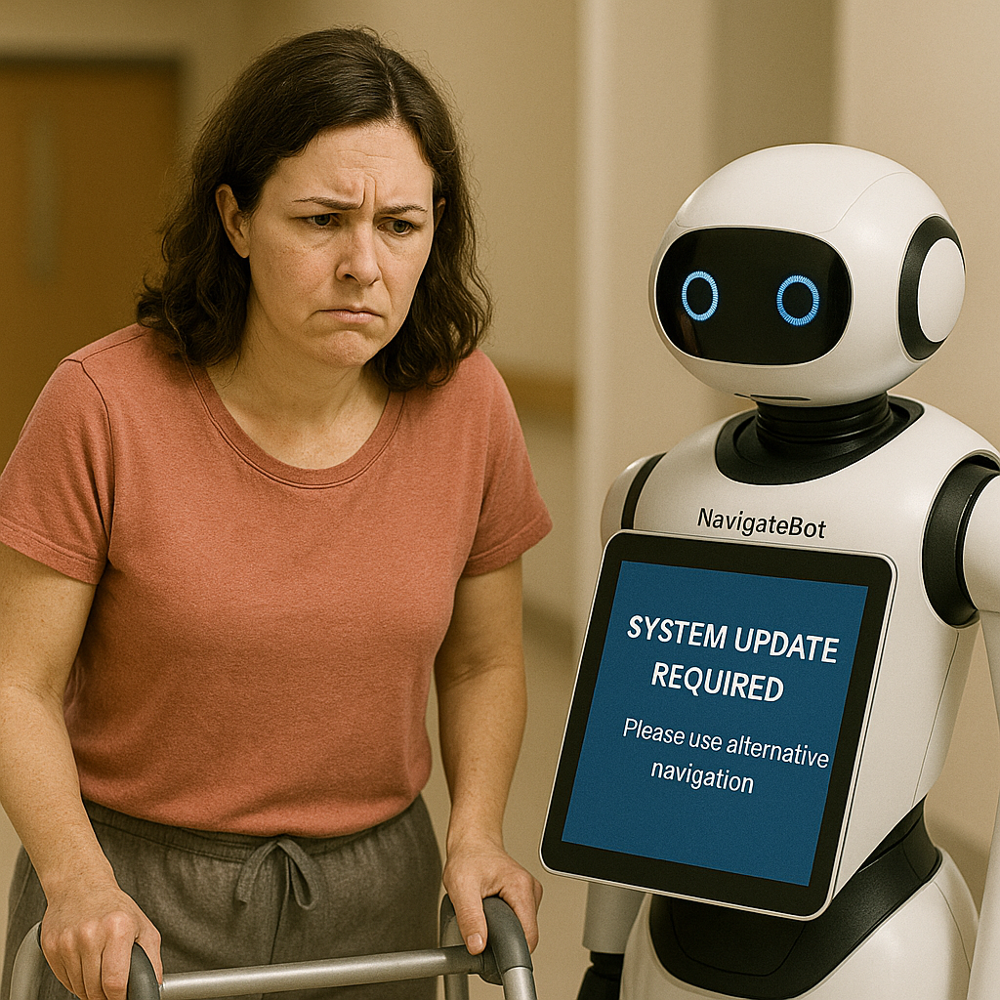 NavigateBot
SYSTEM UPDATE
REQUIRED
Please use alternative
navigation